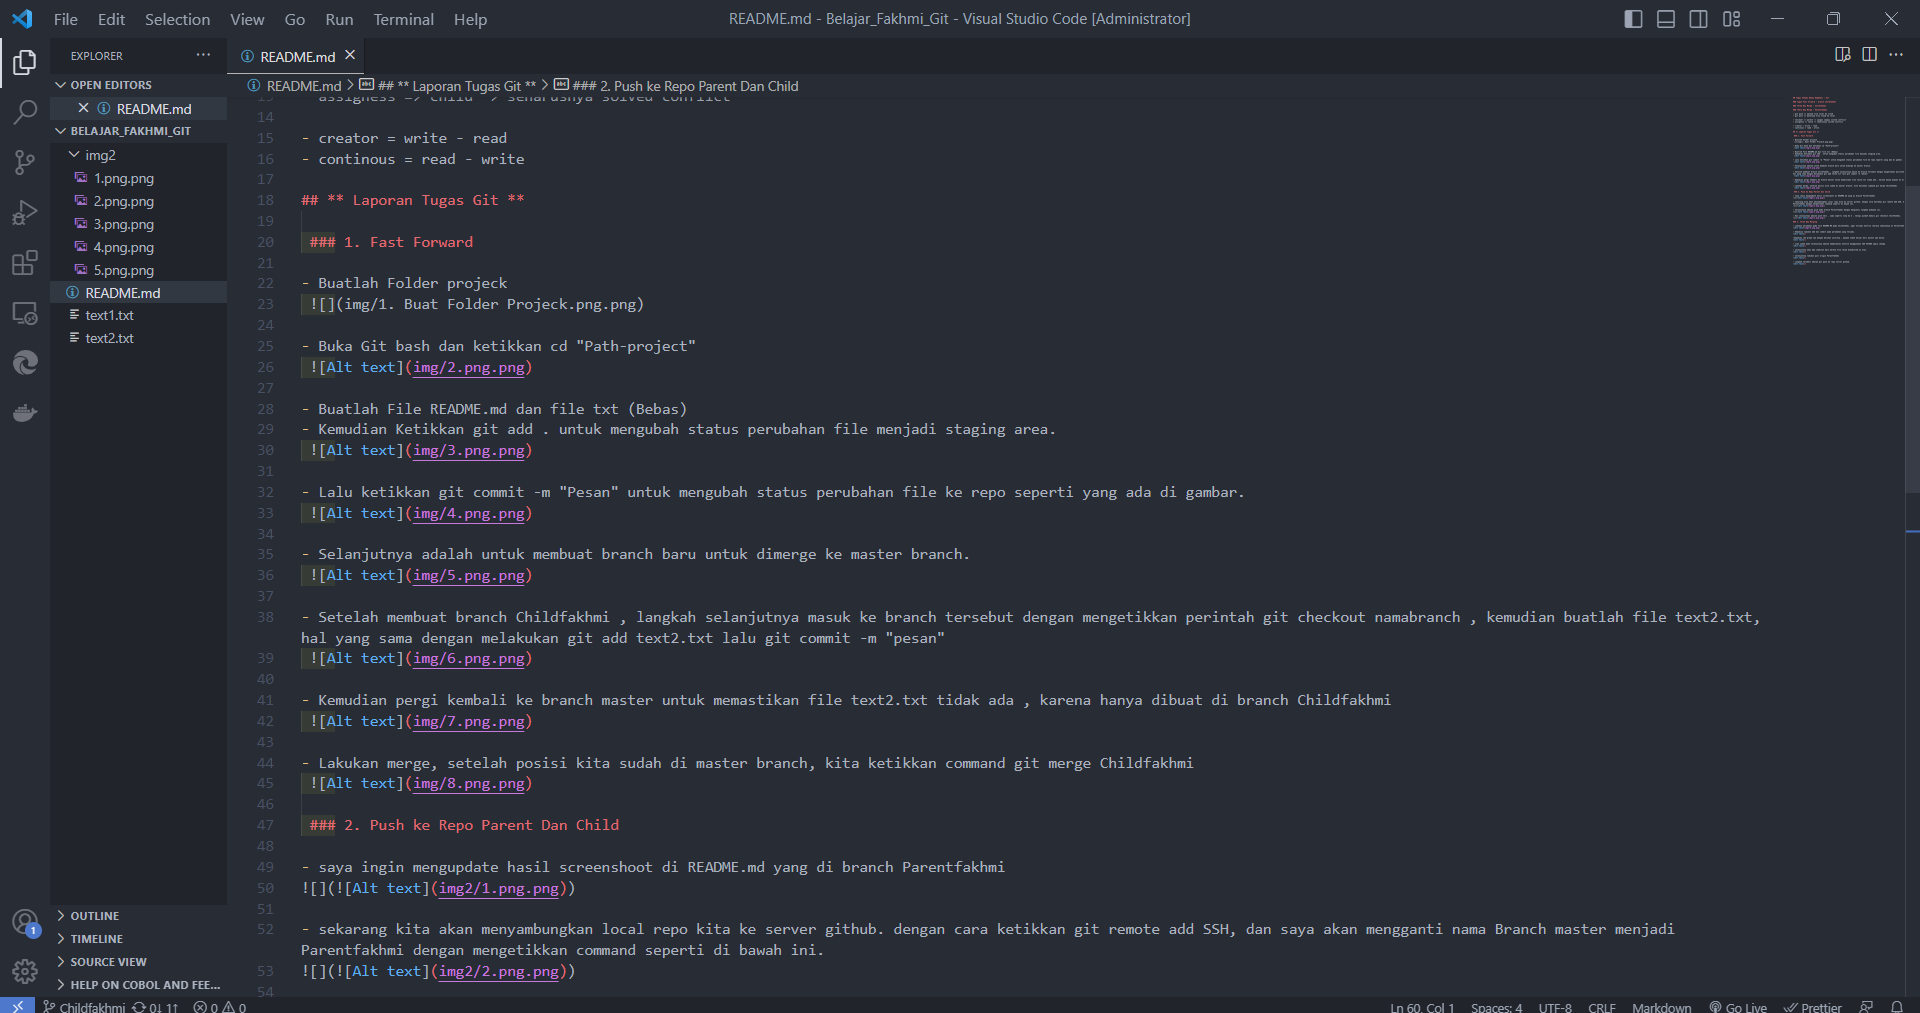 File Edit Selection View Go Run Terminal Help
README.md - Belajar_Fakhmi_Git - Visual Studio Code [Administrator]
EXPLORER
OPEN EDITORS
README.md
BELAJAR_FAKHMI_GIT
img2
1.png.png
2.png.png
3.png.png
4.png.png
5.png.png
README.md
text1.txt
text2.txt
OUTLINE
TIMELINE
SOURCE VIEW
HELP ON COBOL AND FEE...
1
README.md
README.md > ## ** Laporan Tugas Git ** > ### 2. Push ke Repo Parent Dan Child
14
15 - creator = write - read
16 - continous = read - write
17
18 ## ** Laporan Tugas Git **
19
20 ### 1. Fast Forward
21
22 - Buatlah Folder projeck
23 ![](img/1. Buat Folder Projeck.png.png)
24
25 - Buka Git bash dan ketikkan cd "Path-project"
26 ![Alt text](img/2.png.png)
27
28 - Buatlah File README.md dan file txt (Bebas)
29 - Kemudian Ketikkan git add . untuk mengubah status perubahan file menjadi staging area.
30 ![Alt text](img/3.png.png)
31
32 - Lalu ketikkan git commit -m "Pesan" untuk mengubah status perubahan file ke repo seperti yang ada di gambar.
33 ![Alt text](img/4.png.png)
34
35 - Selanjutnya adalah untuk membuat branch baru untuk dimerge ke master branch.
36 ![Alt text](img/5.png.png)
37
38 - Setelah membuat branch Childfakhmi , langkah selanjutnya masuk ke branch tersebut dengan mengetikkan perintah git checkout namabranch , kemudian buatlah file text2.txt,
hal yang sama dengan melakukan git add text2.txt lalu git commit -m "pesan"
39 ![Alt text](img/6.png.png)
40
41 - Kemudian pergi kembali ke branch master untuk memastikan file text2.txt tidak ada , karena hanya dibuat di branch Childfakhmi
42 ![Alt text](img/7.png.png)
43
44 - Lakukan merge, setelah posisi kita sudah di master branch, kita ketikkan command git merge Childfakhmi
45 ![Alt text](img/8.png.png)
46
47 ### 2. Push ke Repo Parent Dan Child
48
49 - saya ingin mengupdate hasil screenshoot di README.md yang di branch Parentfakhmi
50 ![](![Alt text](img2/1.png.png))
51
52 - sekarang kita akan menyambungkan local repo kita ke server github. dengan cara ketikkan git remote add SSH, dan saya akan mengganti nama Branch master menjadi
Parentfakhmi dengan mengetikkan command seperti di bawah ini.
53 ![](![Alt text](img2/2.png.png))
54
Childfakhmi 0↓ 1↑ 0 0
Ln 60, Col 1 Spaces: 4 UTF-8 CRLF Markdown Go Live Prettier